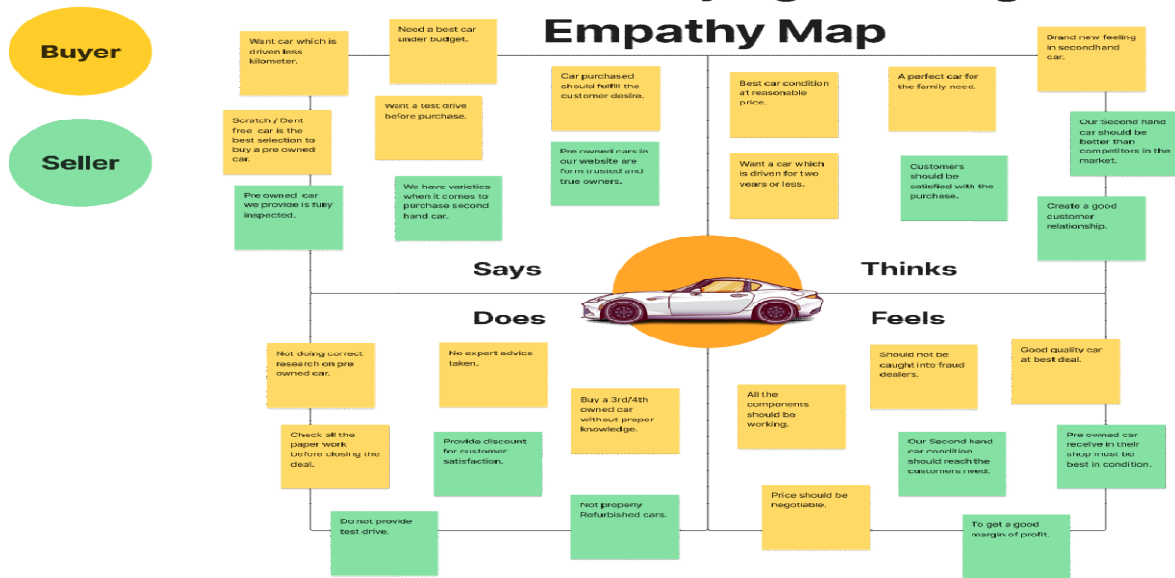 Empathy Map
Buyer
Seller
Want car which is
driven less
kilometer.
Need a best car
under budget.
Car purchased
should fulfill the
customer desire.
Scratch/ Dent
free car is the
best selection to
buy a pre owned
car.
Want a test drive
before purchase.
Pre owned cars in
our website are
form trusted and
true owners.
Pre owned car
we provide is fully
inspected.
We have varieties
when it comes to
purchase second
hand car.
Says
Best car condition
at reasonable
price.
A perfect car for
the family need.
Brand new feeling
in secondhand
car.
Our Second hand
car should be
better than
competitors in the
market.
Want a car which
is driven for two
years or less.
Customers
should be
satisfied with the
purchase.
Create a good
customer
relationship.
Thinks
Does
Not doing correct
research on pre
owned car.
No expert advice
taken.
Buy a 3rd/4th
owned car
without proper
knowledge.
Check all the
paper work
before closing the
deal.
Provide discount
for customer
satisfaction.
Do not provide
test drive.
Not properly
Refurbished cars.
Feels
Should not be
caught into fraud
dealers.
Good quality car
at best deal.
All the
components
should be
working.
Our Second hand
car condition
should reach the
customers need.
Pre owned car
receive in their
shop must be
best in condition.
Price should be
negotiable.
To get a good
margin of profit.